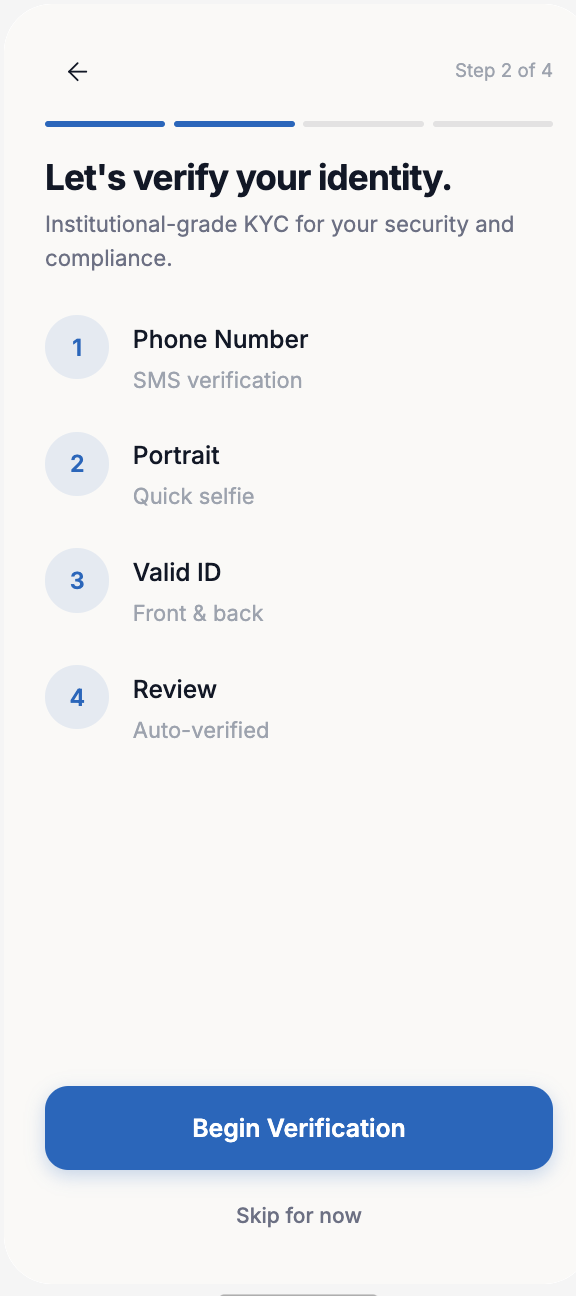 Step 2 of 4
Let's verify your identity.
Institutional-grade KYC for your security and
compliance.
1
Phone Number
SMS verification
2
Portrait
Quick selfie
3
Valid ID
Front & back
4
Review
Auto-verified
Begin Verification
Skip for now